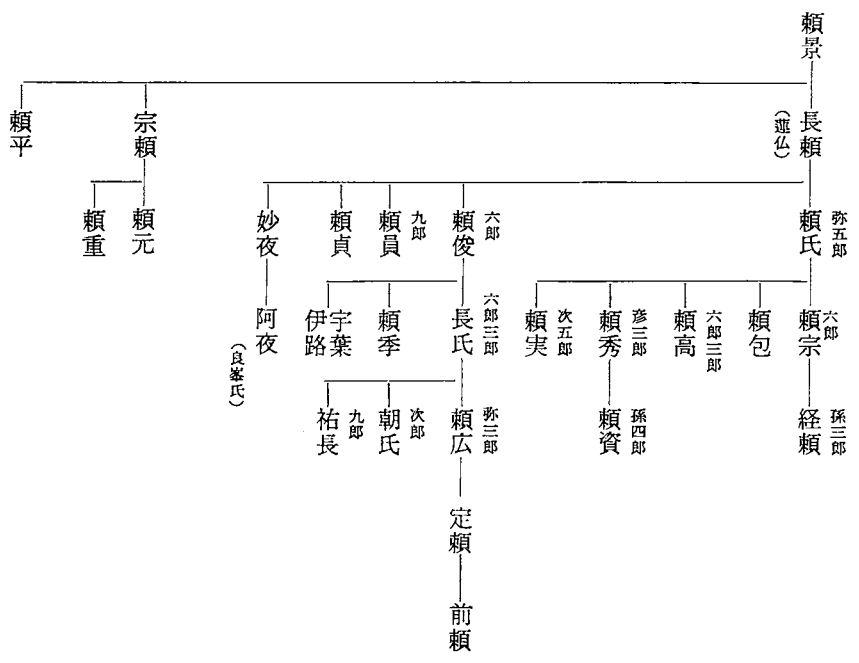 頼景
長頼
(蓮仏)
宗頼
頼平
弥五郎
頼氏
六郎
頼俊
九郎
頼員
頼貞
妙夜
頼元
頼重
六郎
頼宗
頼包
六郎三郎
頼高
彦三郎
頼秀
次五郎
頼実
六郎三郎
長氏
頼季
宇葉
伊路
阿夜
(良峯氏)
孫三郎
経頼
孫四郎
頼資
弥三郎
頼広
次郎
朝氏
九郎
祐長
定頼
前頼